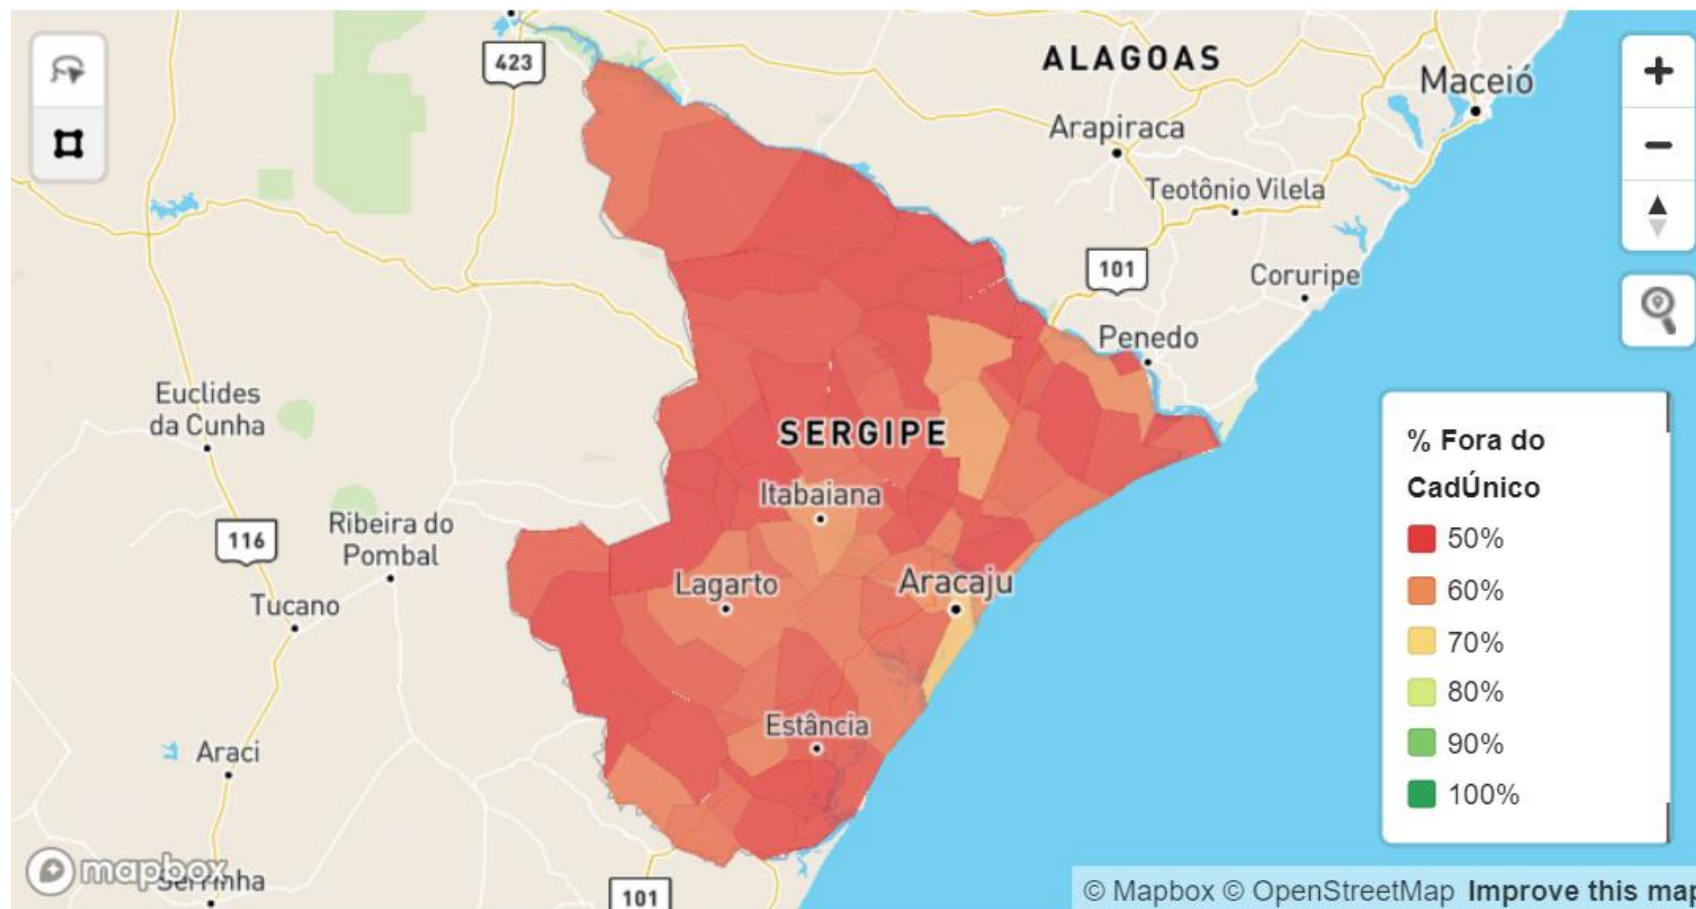 423
ALAGOAS
Maceió
Arapiraca
Teotônio Vilela
101
Coruripe
Penedo
Euclides
da Cunha
SERGIPE
Itabaiana
116
Ribeira do
Pombal
Lagarto
Aracaju
Tucano
Estância
Araci
mapbox
Serrinha
101
% Fora do
CadÚnico
50%
60%
70%
80%
90%
100%
© Mapbox © OpenStreetMap Improve this map